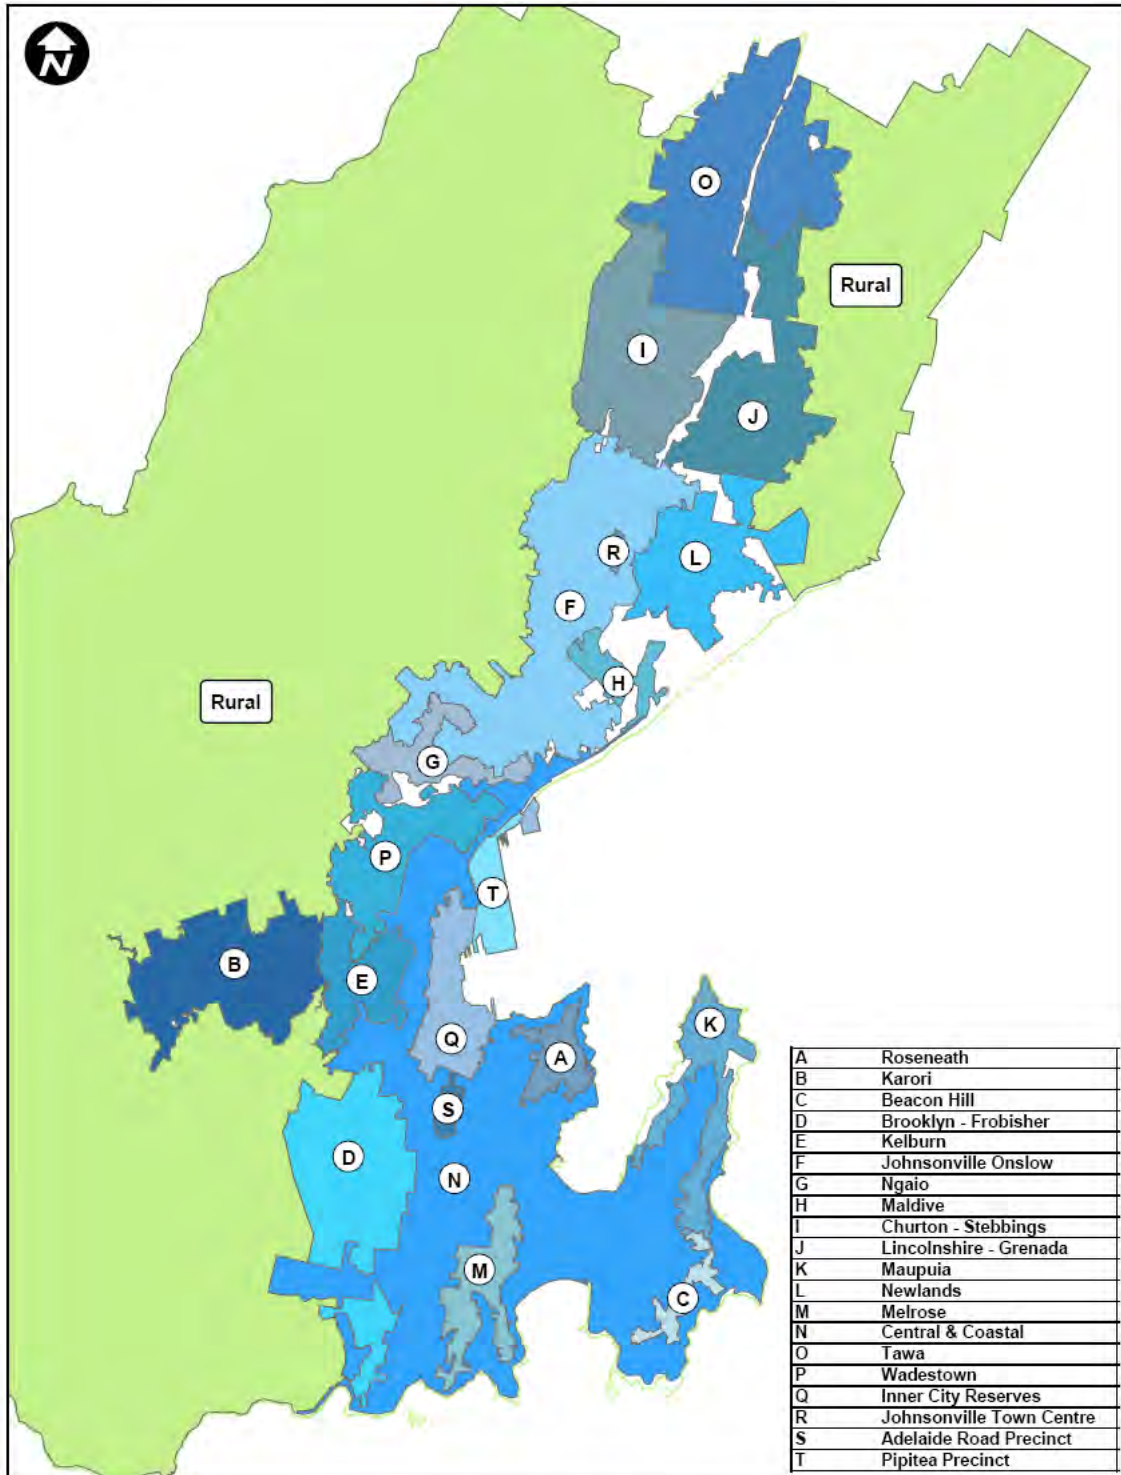 N
O
Rural
I
J
R
L
F
H
Rural
G
P
T
B
E
K
Q
A
S
D
N
M
C
A Roseneath
B Karori
C Beacon Hill
D Brooklyn - Frobisher
E Kelburn
F Johnsonville Onslow
G Ngaio
H Maldive
I Churton - Stebbings
J Lincolnshire - Grenada
K Maupuia
L Newlands
M Melrose
N Central & Coastal
O Tawa
P Wadestown
Q Inner City Reserves
R Johnsonville Town Centre
S Adelaide Road Precinct
T Pipitea Precinct